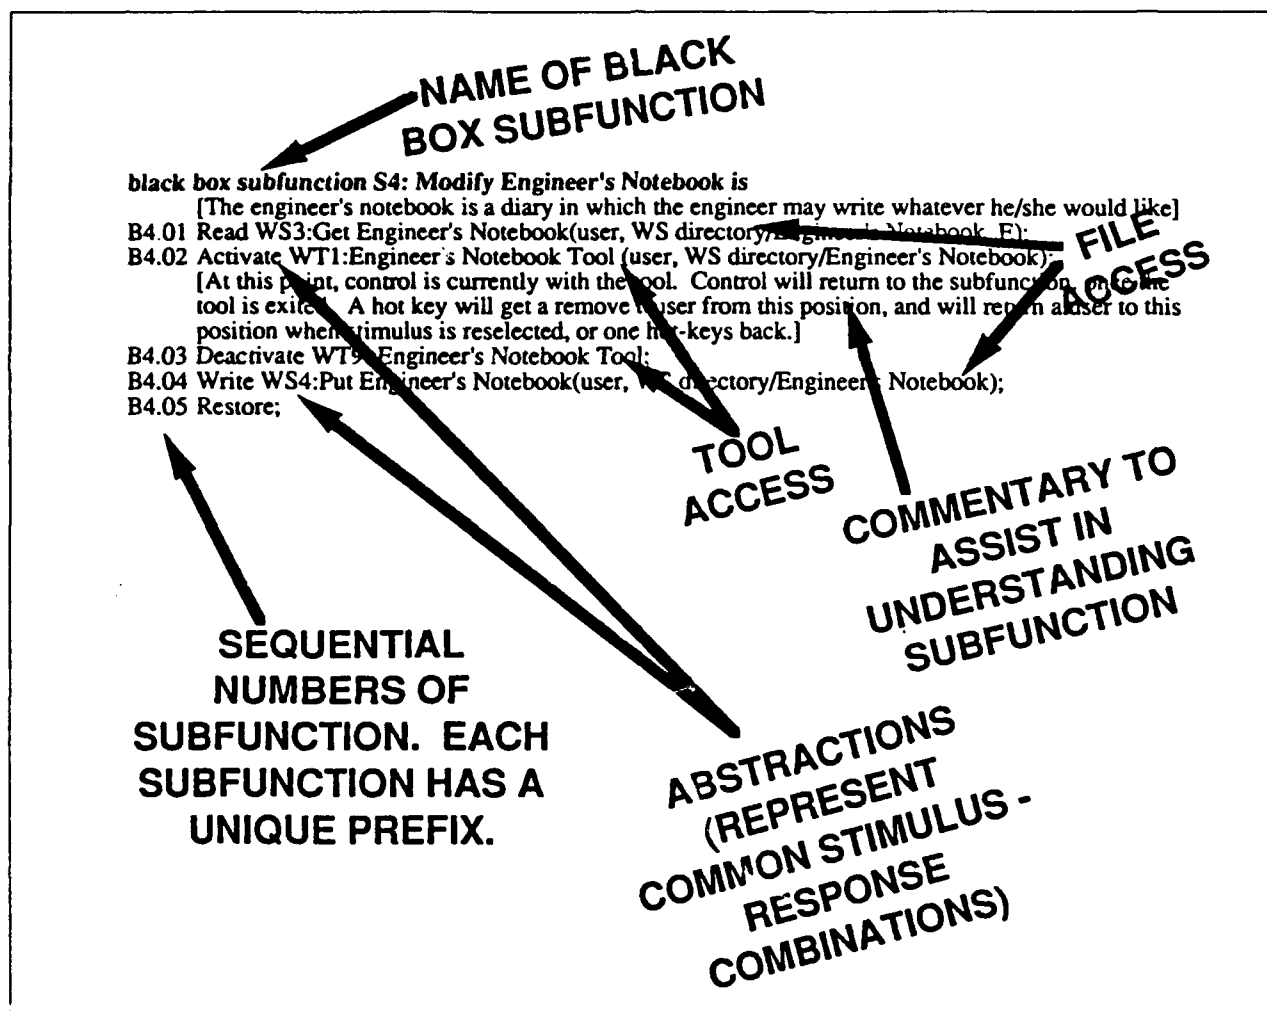 NAME OF BLACK
BOX SUBFUNCTION
black box subfunction S4: Modify Engineer's Notebook is
[The engineer's notebook is a diary in which the engineer may write whatever he/she would like]
B4.01 Read WS3:Get Engineer's Notebook(user, WS directory/Engineer's Notebook, E);
B4.02 Activate WT1:Engineer's Notebook Tool (user, WS directory/Engineer's Notebook);
[At this point, control is currently with the tool. Control will return to the subfunction, once the
tool is exited. A hot key will get a remove user from this position, and will return a user to this
position when stimulus is reselected, or one hot-keys back.]
B4.03 Deactivate WT9:Engineer's Notebook Tool;
B4.04 Write WS4:Put Engineer's Notebook(user, WS directory/Engineer's Notebook);
B4.05 Restore;
FILE
ACCESS
TOOL
ACCESS
COMMENTARY TO
ASSIST IN
UNDERSTANDING
SUBFUNCTION
SEQUENTIAL
NUMBERS OF
SUBFUNCTION. EACH
SUBFUNCTION HAS A
UNIQUE PREFIX.
ABSTRACTIONS
(REPRESENT
COMMON STIMULUS -
RESPONSE
COMBINATIONS)